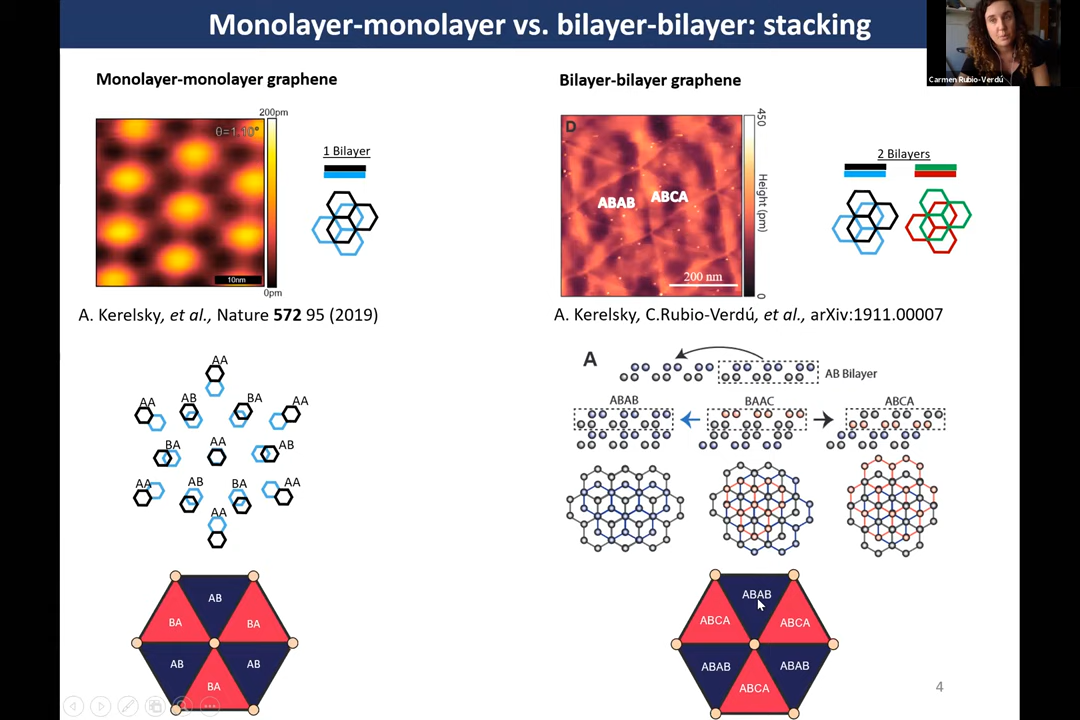 Monolayer-monolayer vs. bilayer-bilayer: stacking
Carmen Rubio-Verdú
Monolayer-monolayer graphene
200pm
θ=1.10°
10nm
0pm
1 Bilayer
A. Kerelsky, et al., Nature 572 95 (2019)
AA
AB
BA
AA
AA
BA
AA
AB
AA
AB
BA
AA
AA
AB
BA
BA
AB
AB
BA
Bilayer-bilayer graphene
D
450
ABAB
ABCA
Height (pm)
200 nm
0
2 Bilayers
A. Kerelsky, C.Rubio-Verdú, et al., arXiv:1911.00007
A
AB Bilayer
ABAB
BAAC
ABCA
ABAB
ABCA
ABCA
ABAB
ABAB
ABCA
4